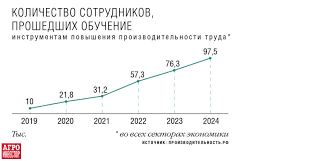 КОЛИЧЕСТВО СОТРУДНИКОВ,
ПРОШЕДШИХ ОБУЧЕНИЕ
инструментам повышения производительности труда*
10
21,8
31,2
57,3
76,3
97,5
2019 2020 2021 2022 2023 2024
Тыс.
* во всех секторах экономики
ИСТОЧНИК: ПРОИЗВОДИТЕЛЬНОСТЬ.РФ
АГРО
ИНВЕСТОР